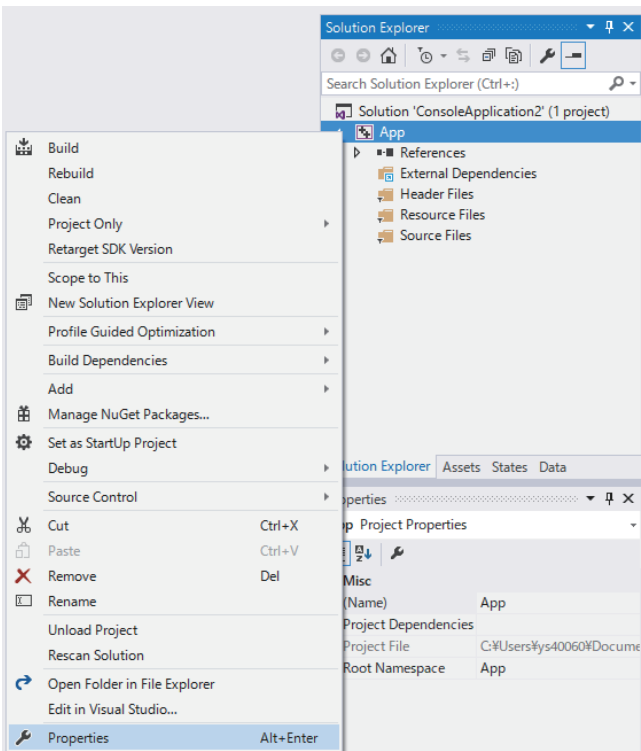 Solution Explorer
Search Solution Explorer (Ctrl+:)
Solution 'ConsoleApplication2' (1 project)
App
References
External Dependencies
Header Files
Resource Files
Source Files
Build
Rebuild
Clean
Project Only
Retarget SDK Version
Scope to This
New Solution Explorer View
Profile Guided Optimization
Build Dependencies
Add
Manage NuGet Packages...
Set as StartUp Project
Debug
Source Control
Cut Ctrl+X
Paste Ctrl+V
Remove Del
Rename
Unload Project
Rescan Solution
Open Folder in File Explorer
Edit in Visual Studio...
Properties Alt+Enter
lution Explorer Assets States Data
operties
pp Project Properties
Misc
(Name) App
Project Dependencies
Project File C:¥Users¥ys40060¥Docume
Root Namespace App